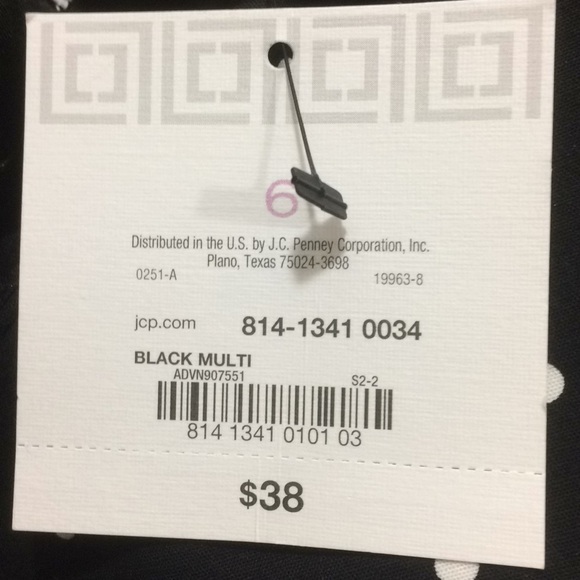 6
Distributed in the U.S. by J.C. Penney Corporation, Inc.
Plano, Texas 75024-3698
0251-A 19963-8
jcp.com 814-1341 0034
BLACK MULTI
ADVN907551 S2-2
814 1341 0101 03
$38